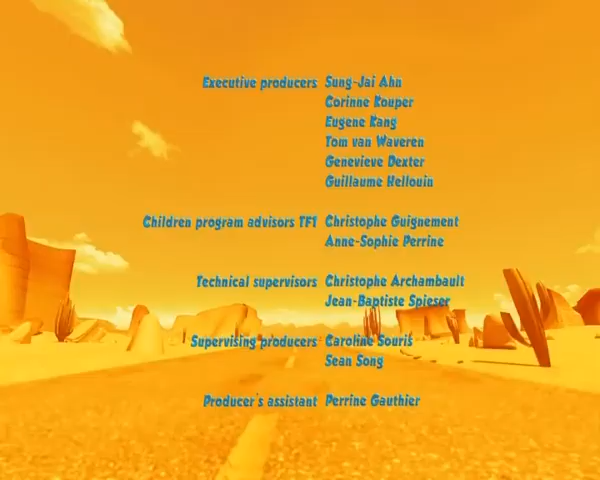 Executive producers Sung-Jai Ahn
Corinne Kouper
Eugene Kang
Tom van Waveren
Genevieve Dexter
Guillaume Hellouin
Children program advisors TF1 Christophe Guignement
Anne-Sophie Perrine
Technical supervisors Christophe Archambault
Jean-Baptiste Spieser
Supervising producers Caroline Souris
Sean Song
Producer's assistant Perrine Gauthier